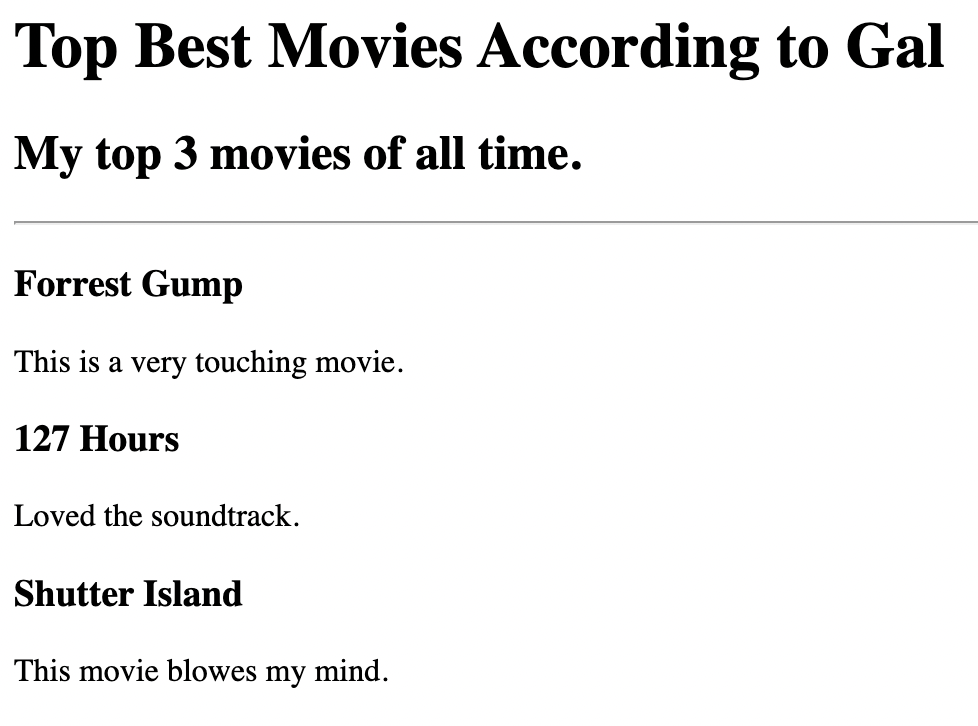 Top Best Movies According to Gal
My top 3 movies of all time.
Forrest Gump
This is a very touching movie.
127 Hours
Loved the soundtrack.
Shutter Island
This movie blowes my mind.